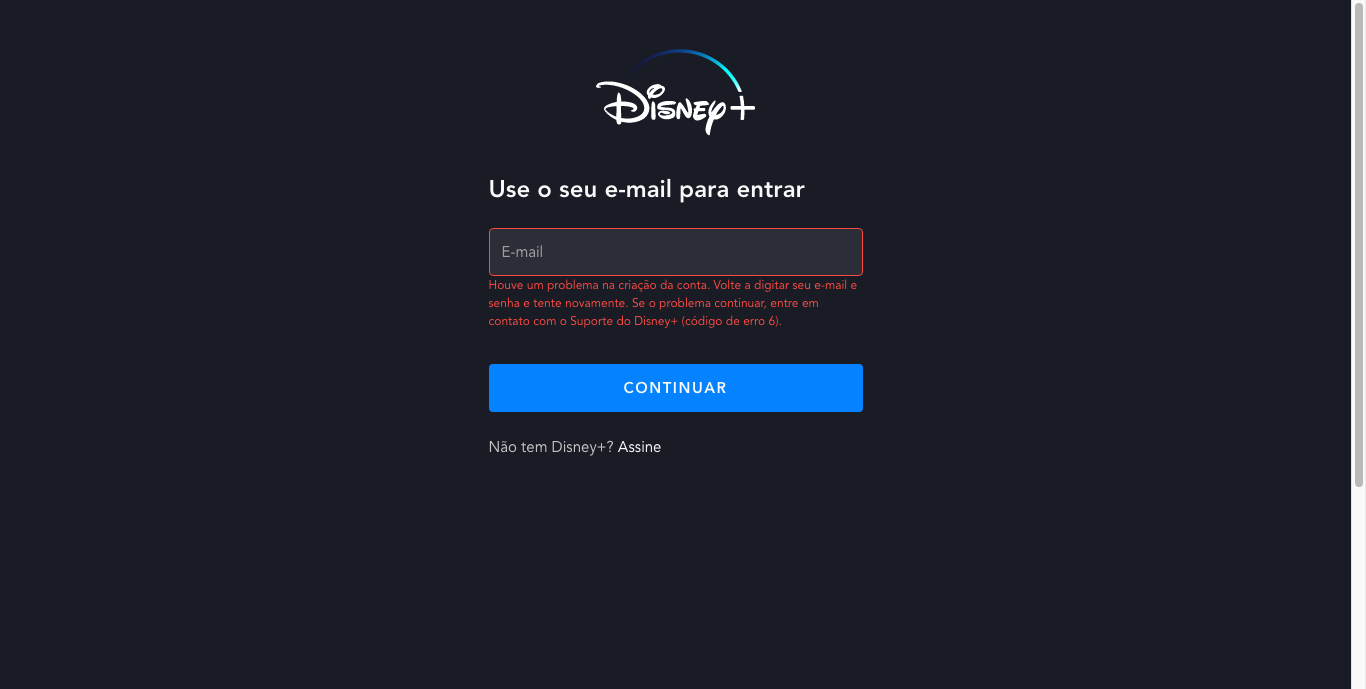 Disney+
Use o seu e-mail para entrar
E-mail
Houve um problema na criação da conta. Volte a digitar seu e-mail e
senha e tente novamente. Se o problema continuar, entre em
contato com o Suporte do Disney+ (código de erro 6).
CONTINUAR
Não tem Disney+? Assine